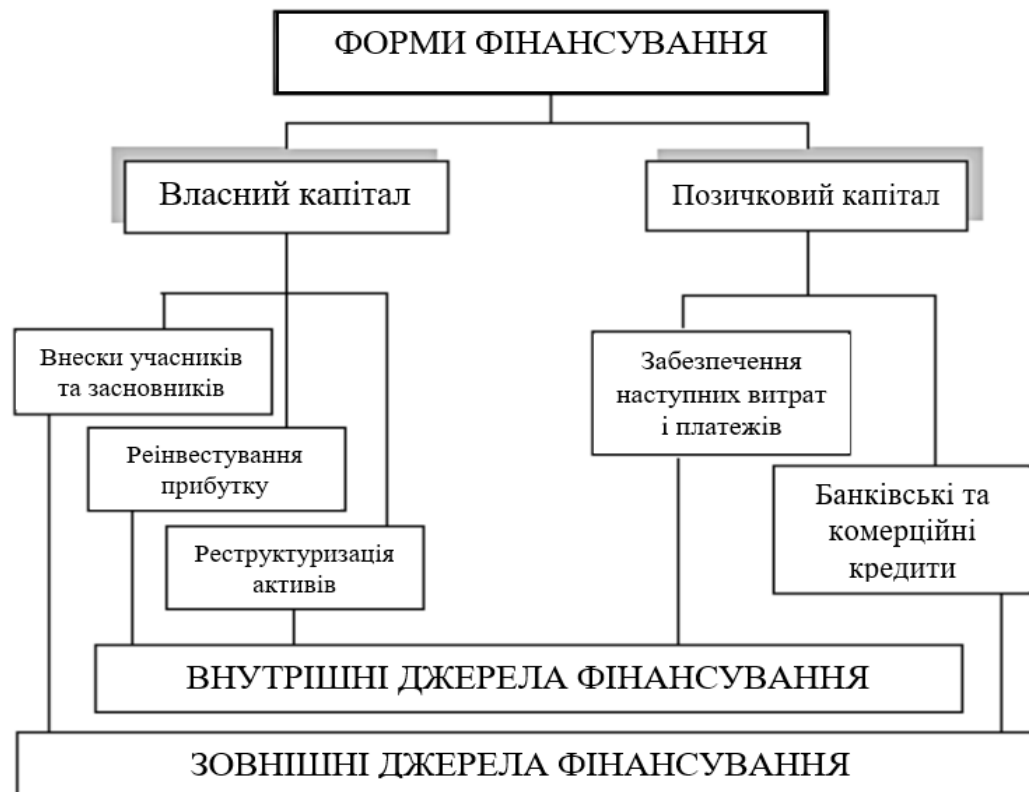 ФОРМИ ФІНАНСУВАННЯ
Власний капітал
Позичковий капітал
Внески учасників
та засновників
Забезпечення
наступних витрат
і платежів
Реінвестування
прибутку
Банківські та
комерційні
кредити
Реструктуризація
активів
ВНУТРІШНІ ДЖЕРЕЛА ФІНАНСУВАННЯ
ЗОВНІШНІ ДЖЕРЕЛА ФІНАНСУВАННЯ